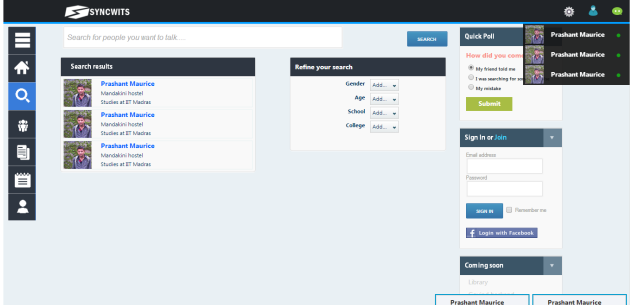 SYNCWITS
Search for people you want to talk....
SEARCH
Search results
Prashant Maurice
Mandakini hostel
Studies at IIT Madras
Prashant Maurice
Mandakini hostel
Studies at IIT Madras
Prashant Maurice
Mandakini hostel
Studies at IIT Madras
Refine your search
Gender Add...
Age Add...
School Add...
College Add...
Quick Poll
How did you come
My friend told me
I was searching for so
My mistake
Submit
Prashant Maurice
Prashant Maurice
Prashant Maurice
Sign In or Join
Email address
Password
SIGN IN Remember me
f Login with Facebook
Coming soon
Library
Prashant Maurice
Prashant Maurice